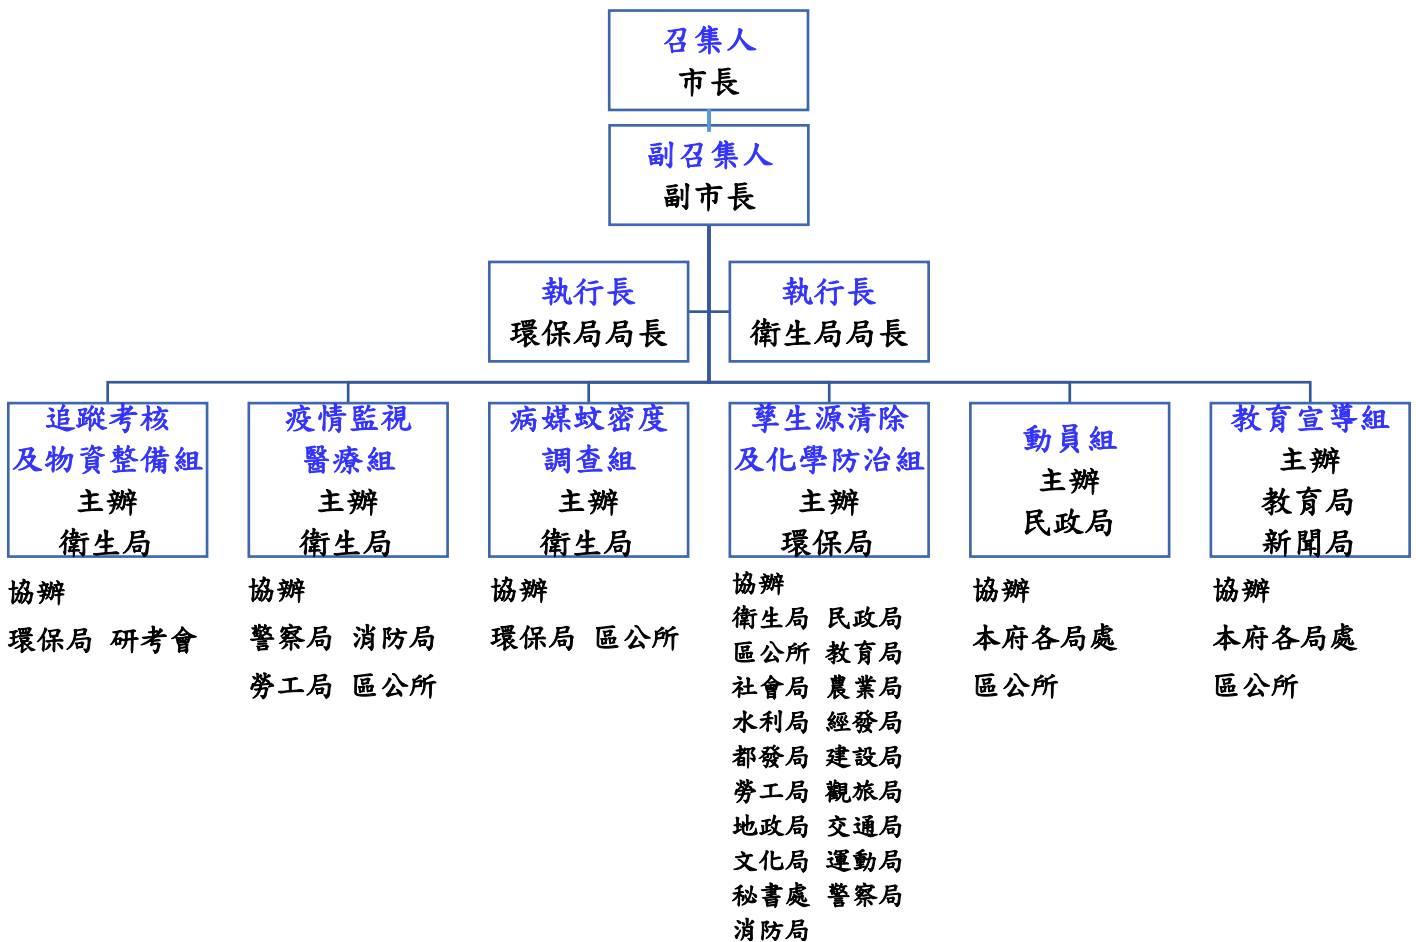 召集人
市長
副召集人
副市長
執行長
環保局局長
執行長
衛生局局長
追蹤考核
及物資整備組
主辦
衛生局
協辦
環保局 研考會
疫情監視
醫療組
主辦
衛生局
協辦
警察局 消防局
勞工局 區公所
病媒蚊密度
調查組
主辦
衛生局
協辦
環保局 區公所
孳生源清除
及化學防治組
主辦
環保局
協辦
衛生局 民政局
區公所 教育局
社會局 農業局
水利局 經發局
都發局 建設局
勞工局 觀旅局
地政局 交通局
文化局 運動局
秘書處 警察局
消防局
動員組
主辦
民政局
協辦
本府各局處
區公所
教育宣導組
主辦
教育局
新聞局
協辦
本府各局處
區公所